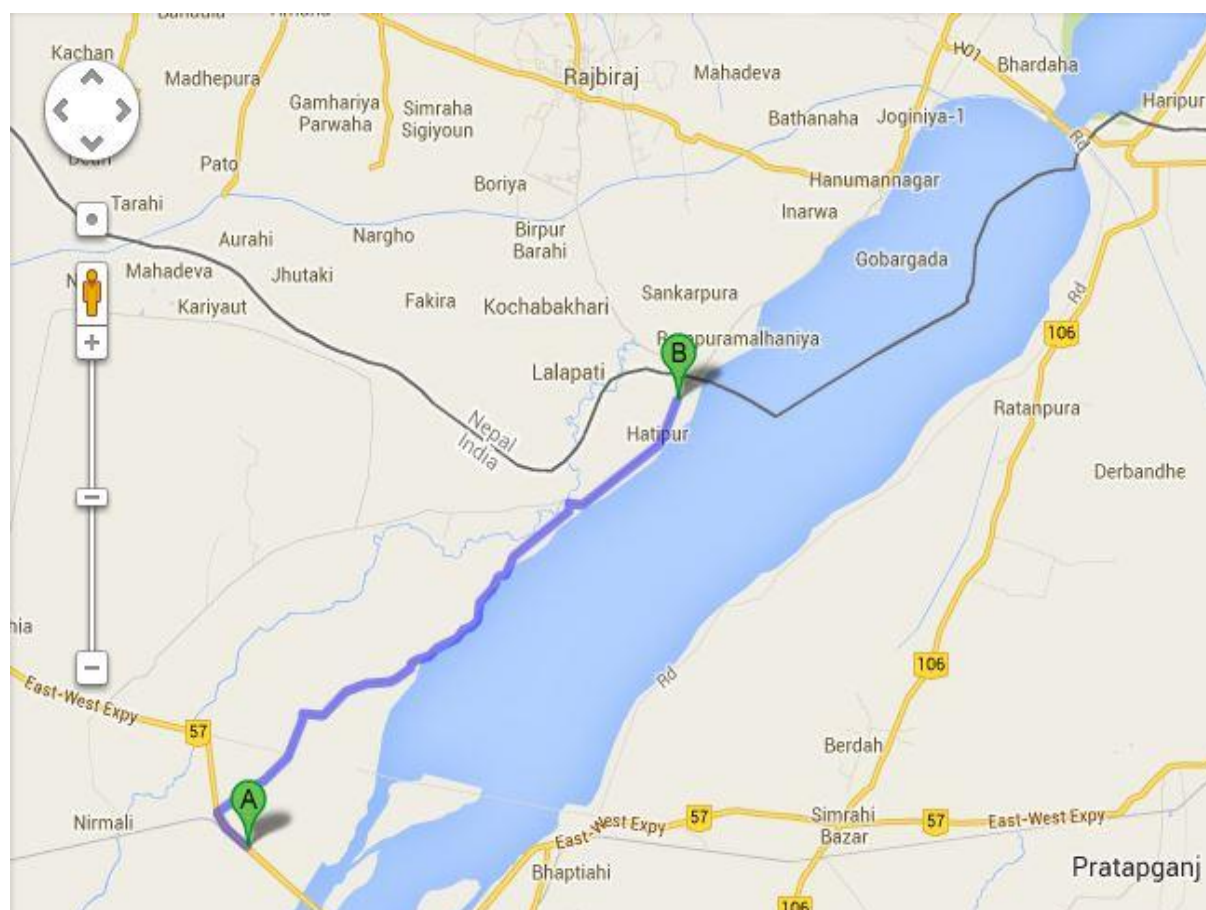 Kachan
Madhepura
Rajbiraj
Mahadeva
H01
Bhardaha
Haripur
Gamhariya
Parwaha
Simraha
Sigiyoun
Bathanaha
Joginiya-1
Rd
Pato
Boriya
Hanumannagar
Tarahi
Inarwa
Aurahi
Nargho
Birpur
Barahi
Gobargada
Mahadeva
Jhutaki
Kariyaut
Fakira
Kochabakhari
Sankarpura
Rd
106
B
Lalapati
Ratanpura
Nepal
India
Hatipur
Derbandhe
106
Rd
East-West Expy
57
Berdah
A
Nirmali
57
Simrahi
Bazar
57
East-West Expy
East-West Expy
Bhaptiahi
Pratapganj
106